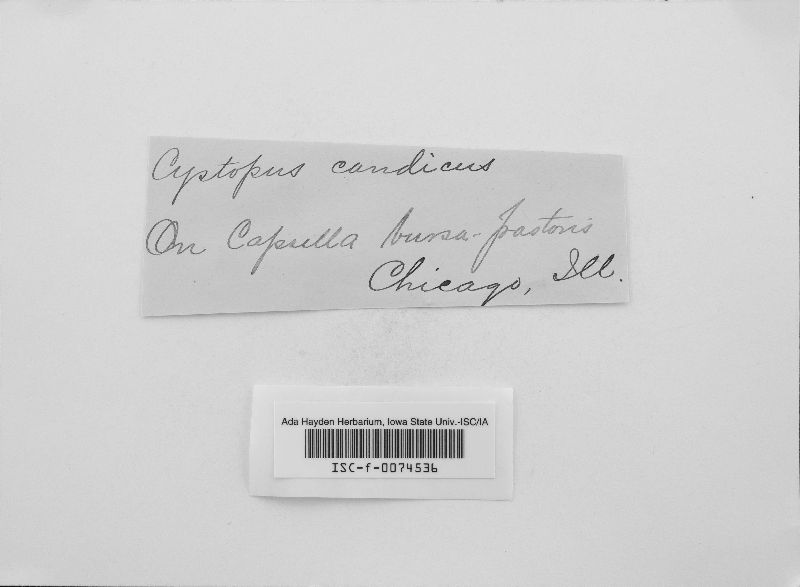 Cystopus candicus
On Capsella bursa-pastoris
Chicago, Ill.
Ada Hayden Herbarium, Iowa State Univ.-ISC/IA
ISC-f-0074536